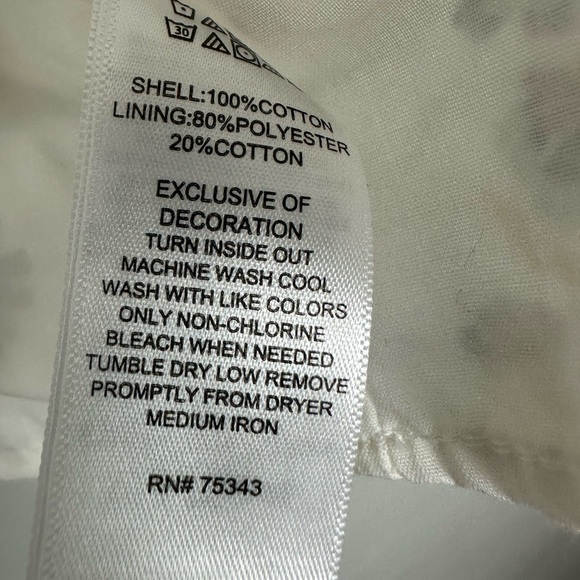 30
SHELL:100%COTTON
LINING:80%POLYESTER
20%COTTON
EXCLUSIVE OF
DECORATION
TURN INSIDE OUT
MACHINE WASH COOL
WASH WITH LIKE COLORS
ONLY NON-CHLORINE
BLEACH WHEN NEEDED
TUMBLE DRY LOW REMOVE
PROMPTLY FROM DRYER
MEDIUM IRON
RN# 75343